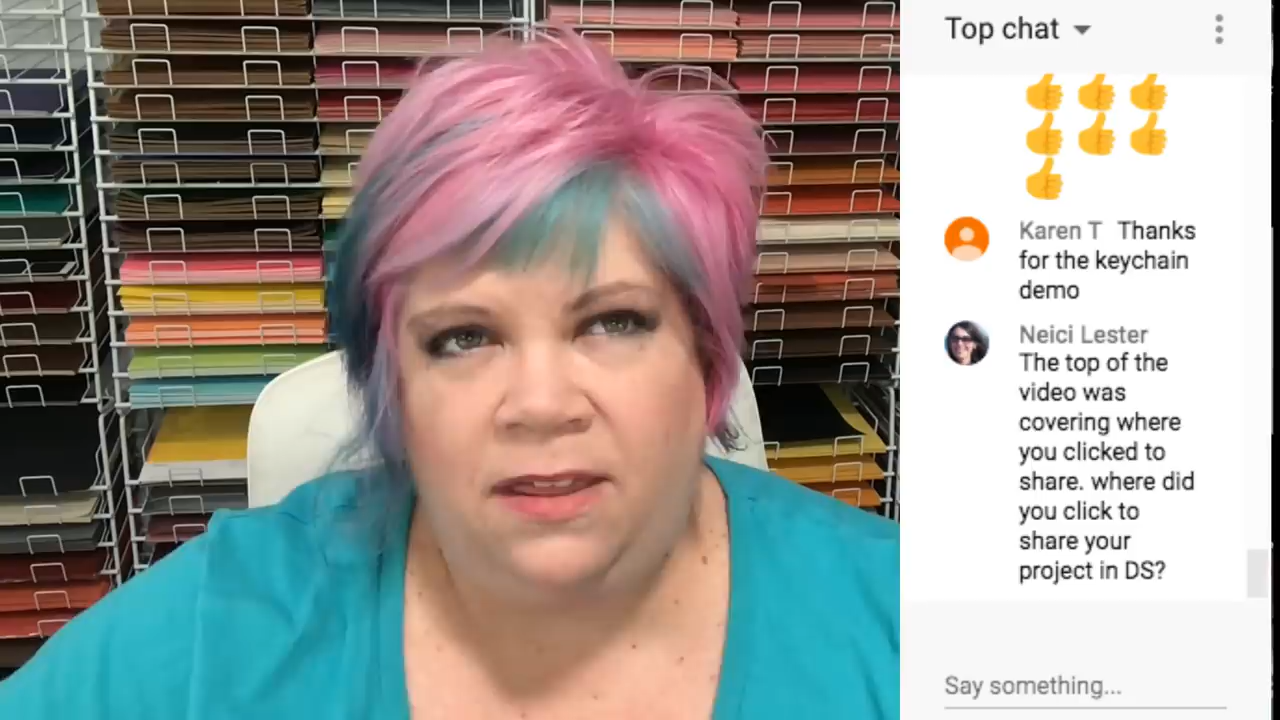 Top chat
Karen T Thanks
for the keychain
demo
Neici Lester
The top of the
video was
covering where
you clicked to
share. where did
you click to
share your
project in DS?
Say something...